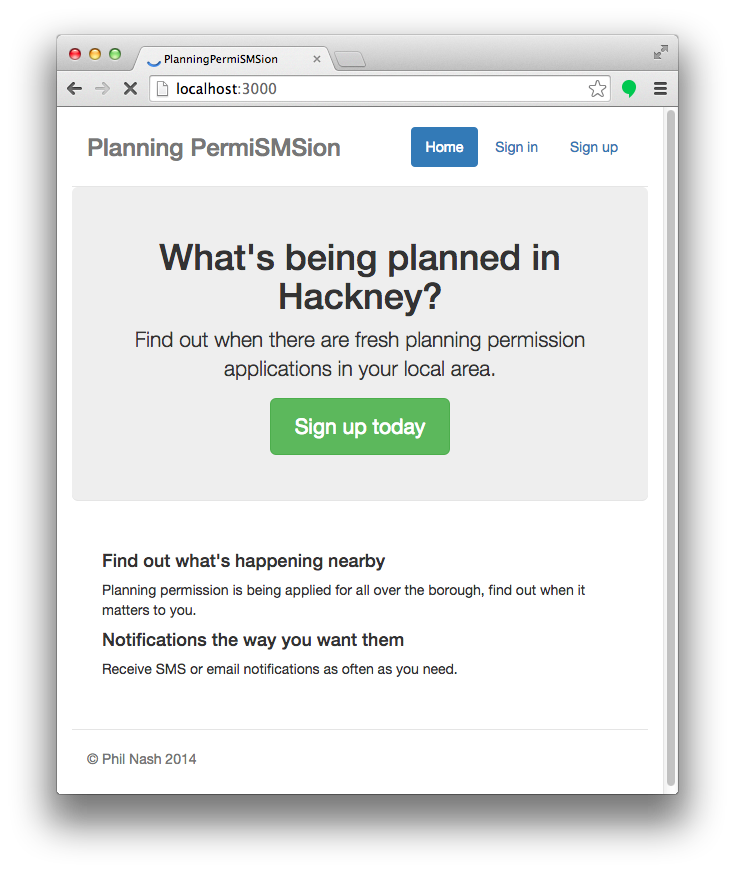 PlanningPermiSMSion
localhost:3000
Planning PermiSMSion
Home
Sign in
Sign up
What's being planned in
Hackney?
Find out when there are fresh planning permission
applications in your local area.
Sign up today
Find out what's happening nearby
Planning permission is being applied for all over the borough, find out when it
matters to you.
Notifications the way you want them
Receive SMS or email notifications as often as you need.
© Phil Nash 2014